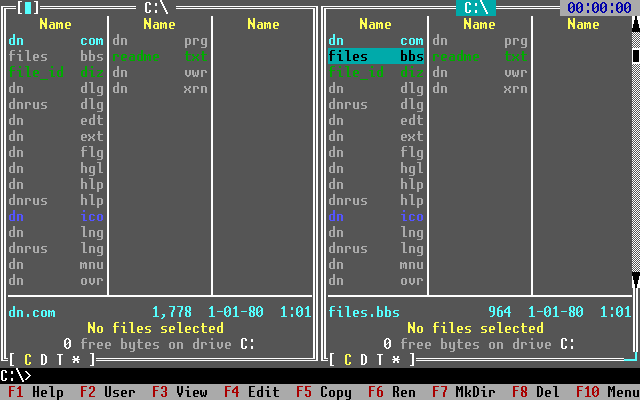 [ ] C:\ C:\ 00:00:00
Name Name Name Name Name Name
dn com dn prg dn com dn prg
files bbs readme txt files bbs readme txt
file_id diz dn vwr file_id diz dn vwr
dn dlg dn xrn dn dlg dn xrn
dnrus dlg dnrus dlg
dn edt dn edt
dn ext dn ext
dn flg dn flg
dn hgl dn hgl
dn hlp dn hlp
dnrus hlp dnrus hlp
dn ico dn ico
dn lng dn lng
dnrus lng dnrus lng
dn mnu dn mnu
dn ovr dn ovr
dn.com 1,778 1-01-80 1:01 files.bbs 964 1-01-80 1:01
No files selected No files selected
0 free bytes on drive C: 0 free bytes on drive C:
[ C D T * ] [ C D T * ]
C:\>
F1 Help F2 User F3 View F4 Edit F5 Copy F6 Ren F7 MkDir F8 Del F10 Menu